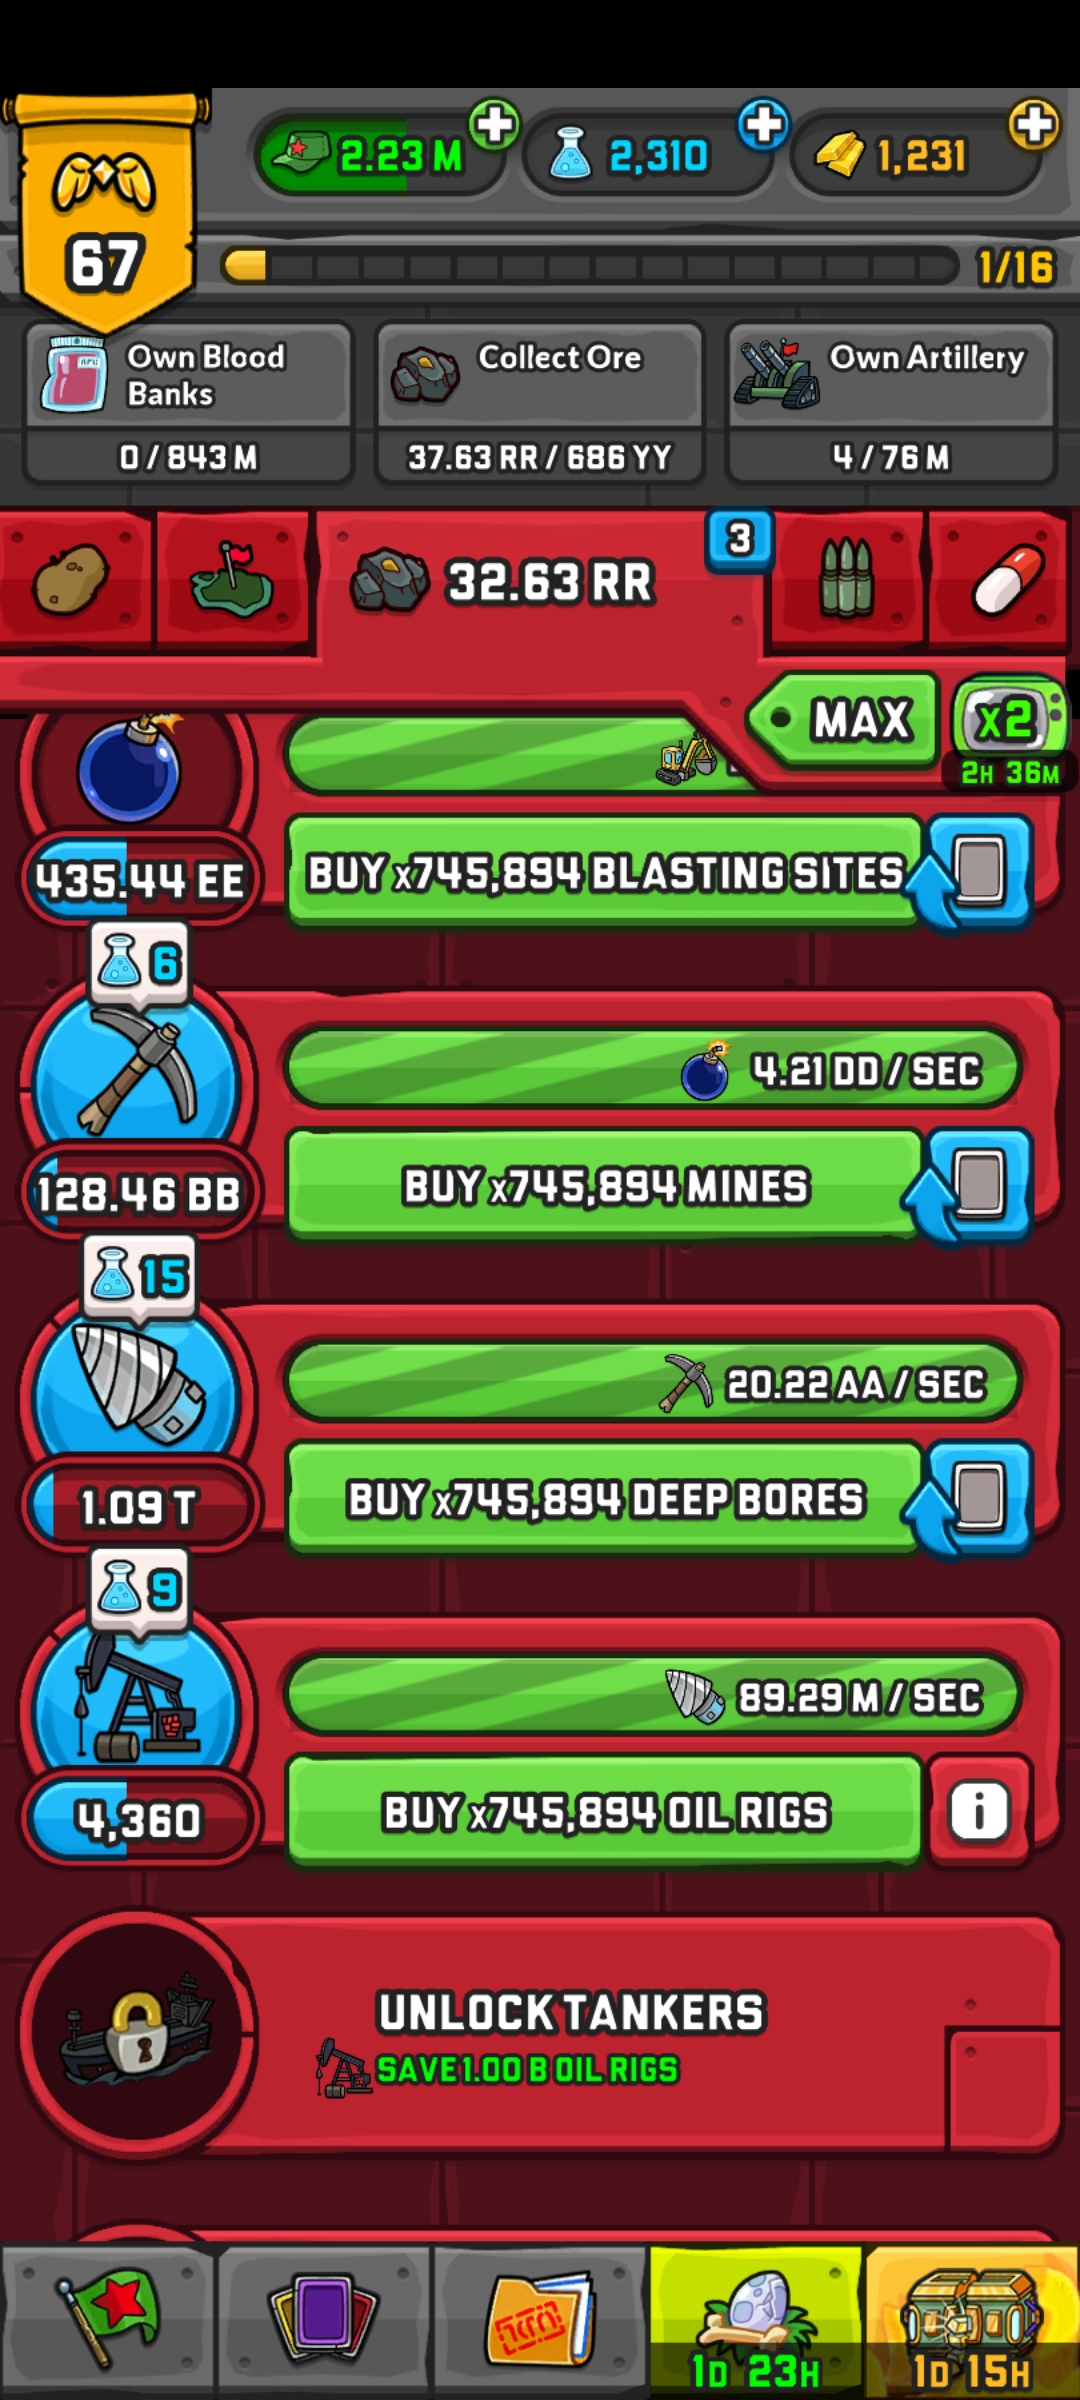 2.23 M
2,310
1,231
67
1/16
Own Blood Banks
Collect Ore
Own Artillery
0 / 843 M
37.63 RR / 686 YY
4 / 76 M
32.63 RR
3
MAX
x2
2H 36M
435.44 EE
BUY x745,894 BLASTING SITES
6
4.21 DD / SEC
128.46 BB
BUY x745,894 MINES
15
20.22 AA / SEC
1.09 T
BUY x745,894 DEEP BORES
9
89.29 M / SEC
4,360
BUY x745,894 OIL RIGS
i
UNLOCK TANKERS
SAVE 1.00 B OIL RIGS
1D 23H
1D 15H